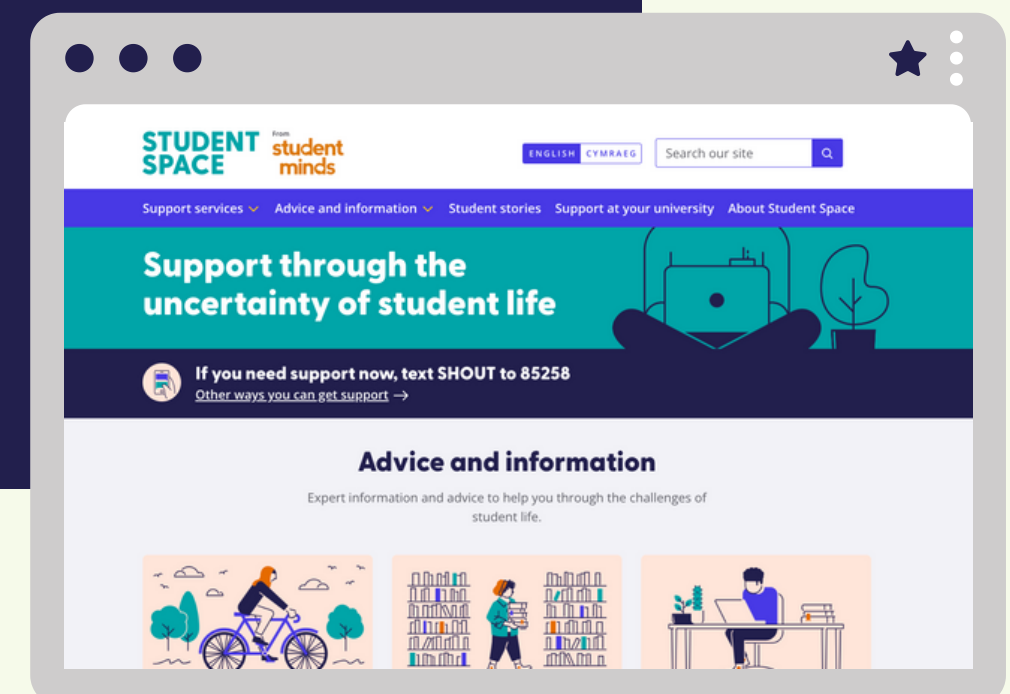 STUDENT
SPACE
From
student
minds
ENGLISH CYMRAEG
Search our site
Support services Advice and information Student stories Support at your university About Student Space
Support through the
uncertainty of student life
If you need support now, text SHOUT to 85258
Other ways you can get support →
Advice and information
Expert information and advice to help you through the challenges of
student life.